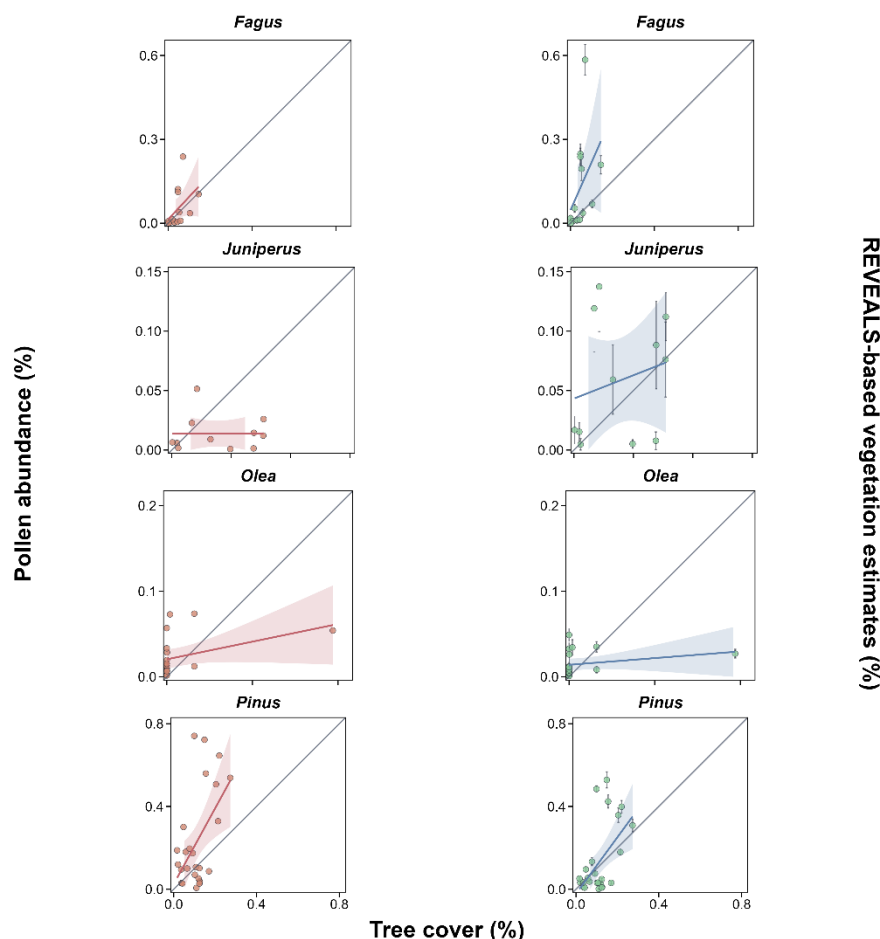 Fagus
Fagus
0.6
0.3
0.0
0.6
0.3
0.0
Juniperus
Juniperus
0.15
0.10
0.05
0.00
0.15
0.10
0.05
0.00
Olea
Olea
0.2
0.1
0.0
0.2
0.1
0.0
Pinus
Pinus
0.8
0.4
0.0
0.8
0.4
0.0
0.0 0.4 0.8
0.0 0.4 0.8
Pollen abundance (%)
REVEALS-based vegetation estimates (%)
Tree cover (%)